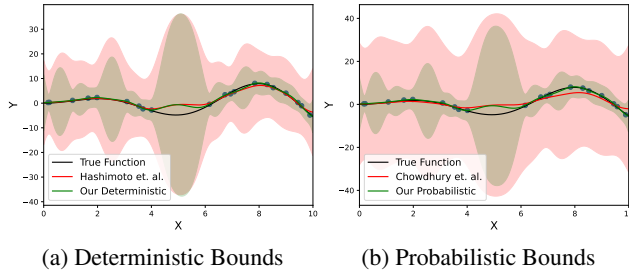 30
20
10
0
−10
−20
−30
−40
Y
0
2
4
6
8
10
X
True Function
Hashimoto et. al.
Our Deterministic
(a) Deterministic Bounds
40
20
0
−20
−40
Y
0
2
4
6
8
10
X
True Function
Chowdhury et. al.
Our Probabilistic
(b) Probabilistic Bounds